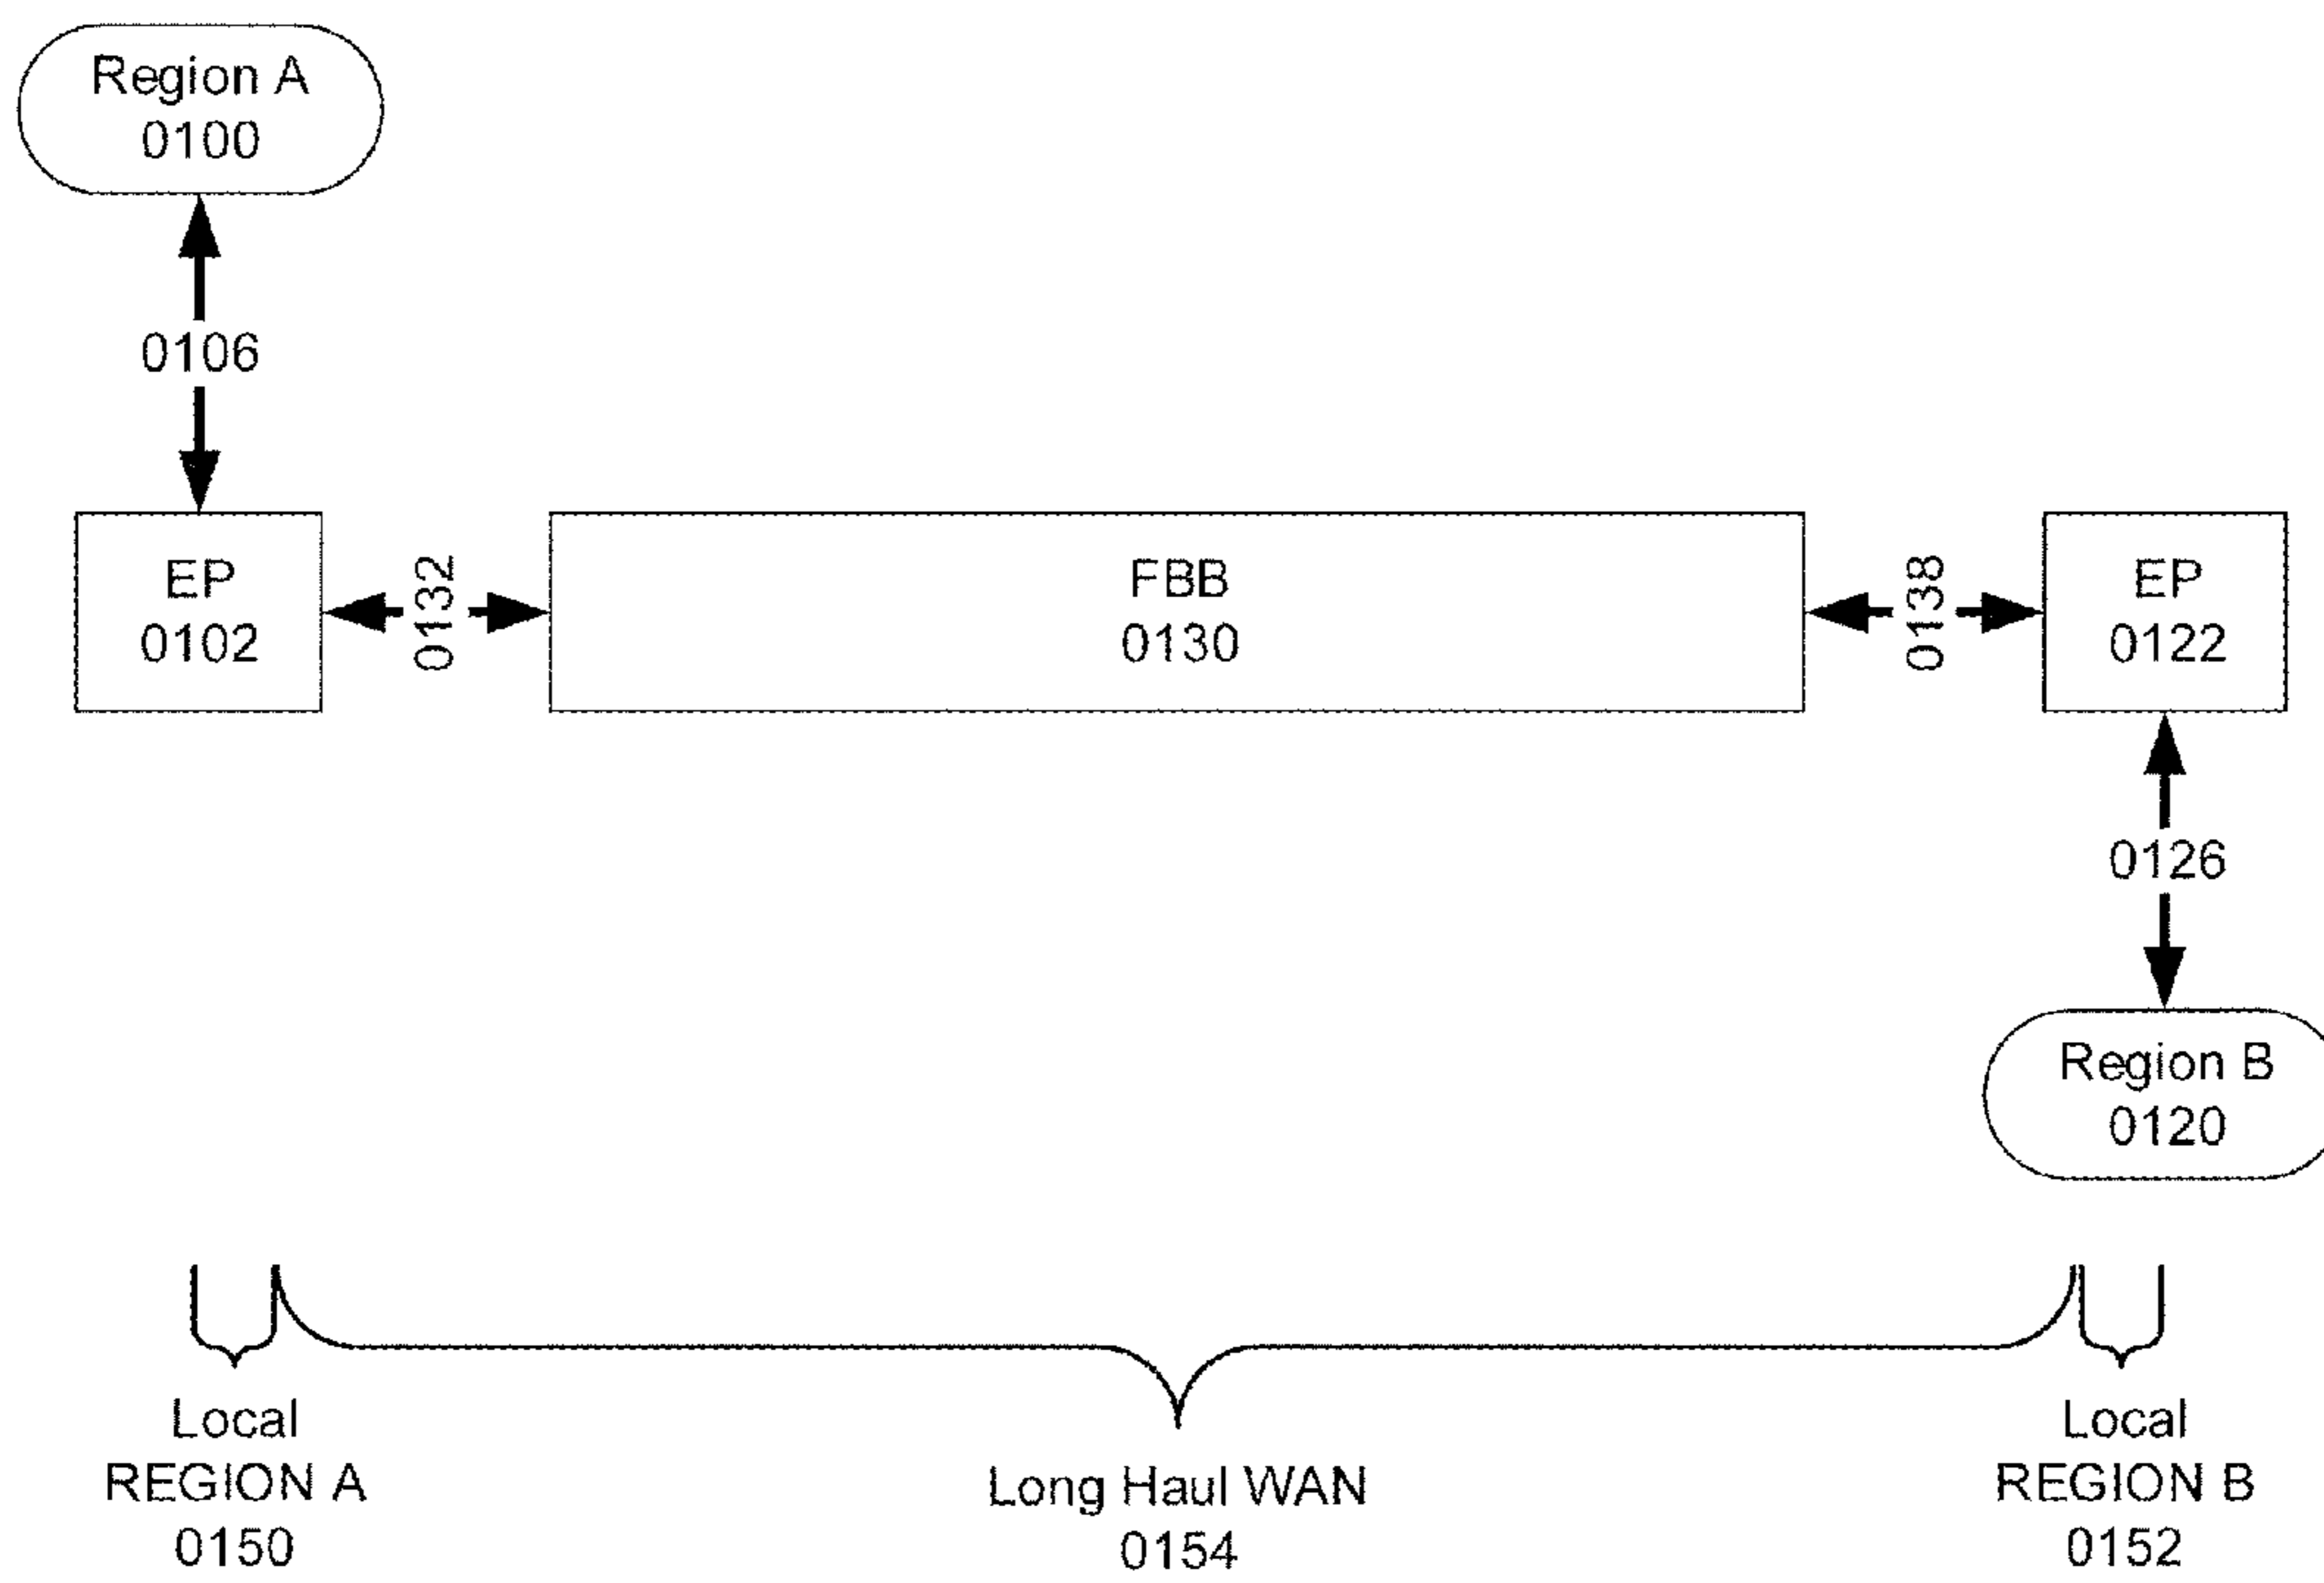 Region A
0100
0106
EP
0102
0132
FBB
0130
0138
EP
0122
0126
Region B
0120
Local
REGION A
0150
Long Haul WAN
0154
Local
REGION B
0152